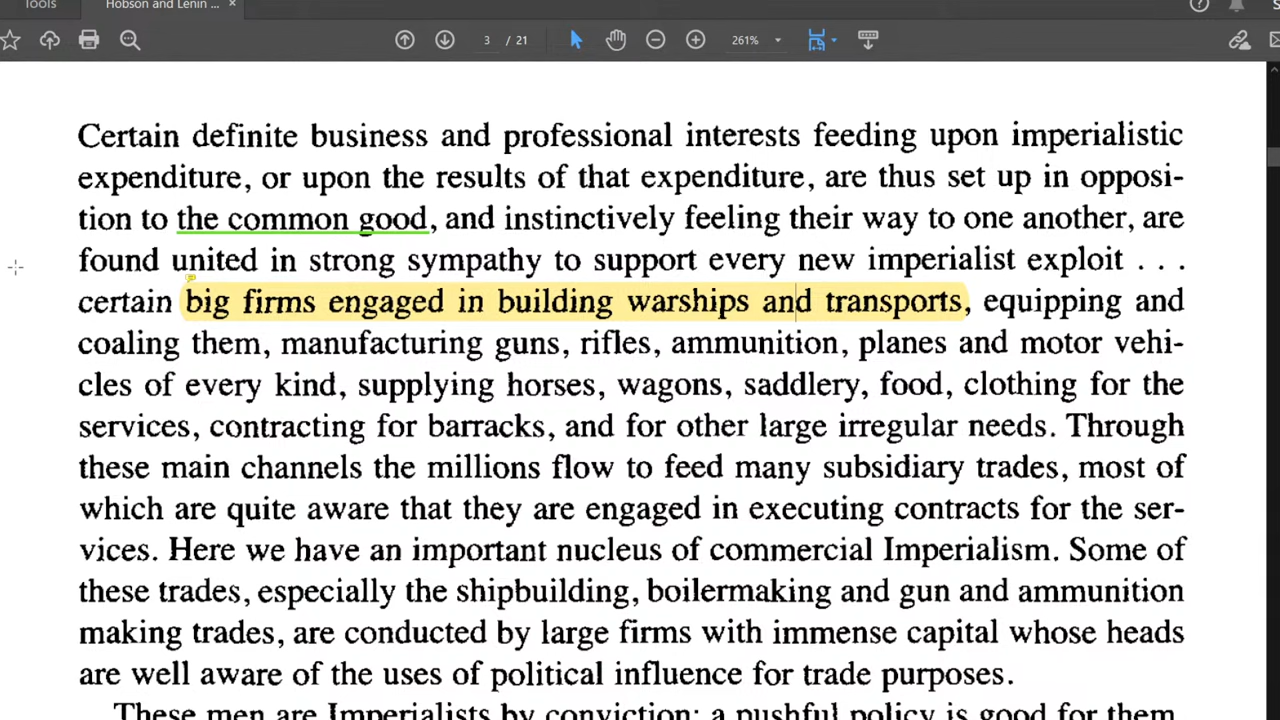 Tools
Hobson and Lenin ... ×
3 / 21
261%
Certain definite business and professional interests feeding upon imperialistic
expenditure, or upon the results of that expenditure, are thus set up in opposi-
tion to the common good, and instinctively feeling their way to one another, are
found united in strong sympathy to support every new imperialist exploit . . .
certain big firms engaged in building warships and transports, equipping and
coaling them, manufacturing guns, rifles, ammunition, planes and motor vehi-
cles of every kind, supplying horses, wagons, saddlery, food, clothing for the
services, contracting for barracks, and for other large irregular needs. Through
these main channels the millions flow to feed many subsidiary trades, most of
which are quite aware that they are engaged in executing contracts for the ser-
vices. Here we have an important nucleus of commercial Imperialism. Some of
these trades, especially the shipbuilding, boilermaking and gun and ammunition
making trades, are conducted by large firms with immense capital whose heads
are well aware of the uses of political influence for trade purposes.
These men are Imperialists by conviction; a pushful policy is good for them.